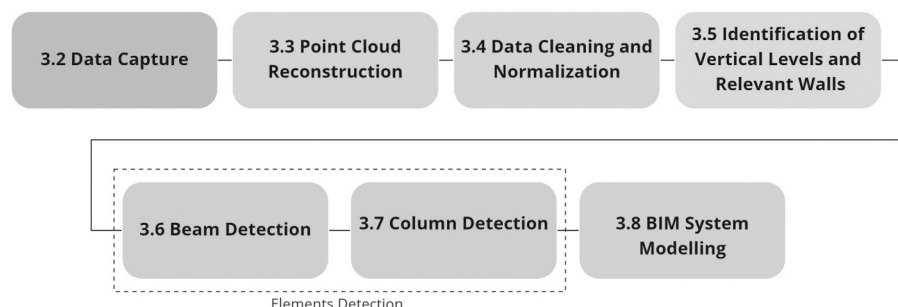 3.2 Data Capture
3.3 Point Cloud
Reconstruction
3.4 Data Cleaning and
Normalization
3.5 Identification of
Vertical Levels and
Relevant Walls
3.6 Beam Detection
3.7 Column Detection
3.8 BIM System
Modelling
Elements Detection